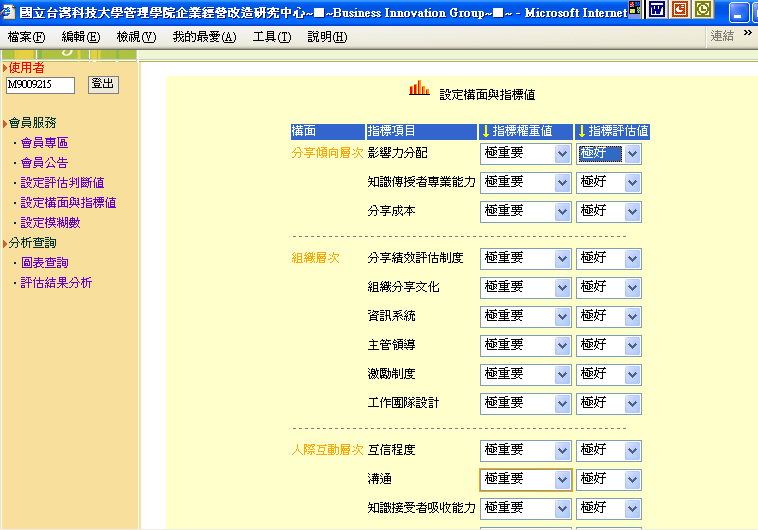 國立台灣科技大學管理學院企業經營改造研究中心~■~Business Innovation Group~■~ - Microsoft Internet
檔案(F) 編輯(E) 檢視(V) 我的最愛(A) 工具(T) 說明(H) 連結 »
使用者
M9009215 登出
會員服務
・會員專區
・會員公告
・設定評估判斷值
・設定構面與指標值
・設定模糊數
分析查詢
・圖表查詢
・評估結果分析
設定構面與指標值
構面 指標項目 ↓指標權重值 ↓指標評估值
分享傾向層次 影響力分配 極重要 極好
知識傳授者專業能力 極重要 極好
分享成本 極重要 極好
組織層次 分享績效評估制度 極重要 極好
組織分享文化 極重要 極好
資訊系統 極重要 極好
主管領導 極重要 極好
激勵制度 極重要 極好
工作團隊設計 極重要 極好
人際互動層次 互信程度 極重要 極好
溝通 極重要 極好
知識接受者吸收能力 極重要 極好